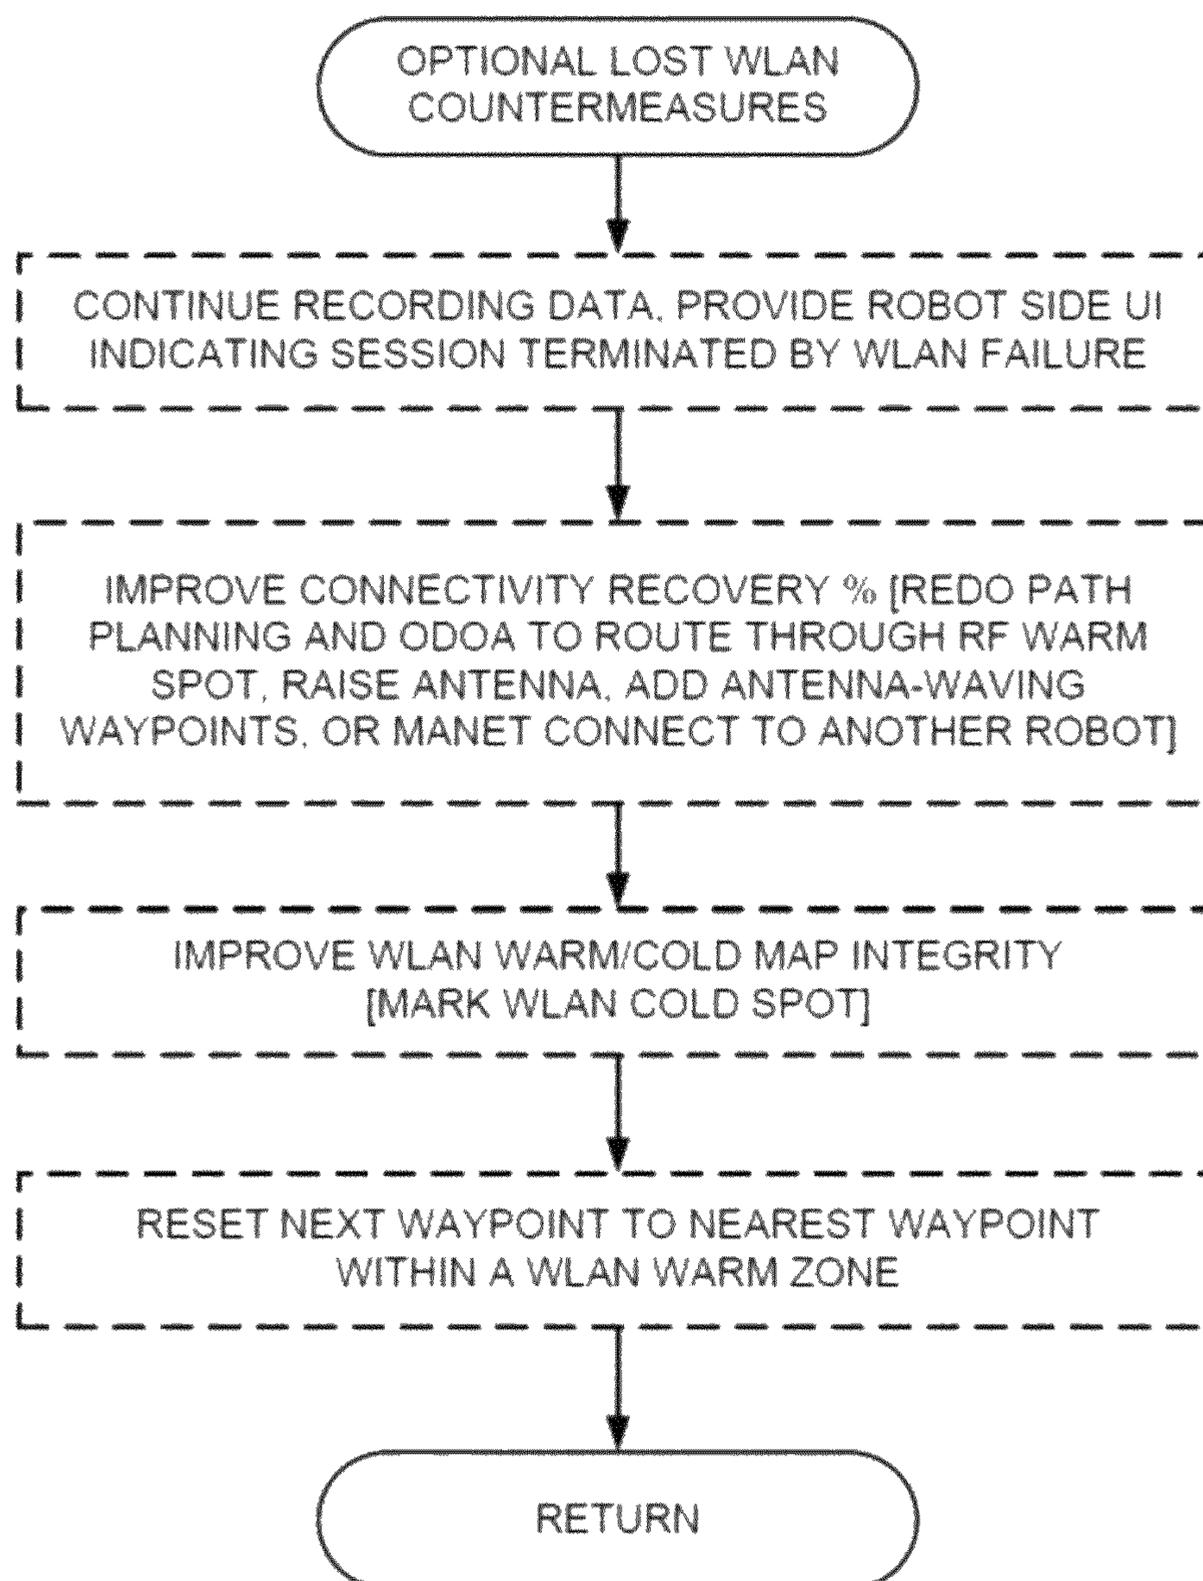 OPTIONAL LOST WLAN
COUNTERMEASURES
CONTINUE RECORDING DATA, PROVIDE ROBOT SIDE UI
INDICATING SESSION TERMINATED BY WLAN FAILURE
IMPROVE CONNECTIVITY RECOVERY % [REDO PATH
PLANNING AND ODOA TO ROUTE THROUGH RF WARM
SPOT, RAISE ANTENNA, ADD ANTENNA-WAVING
WAYPOINTS, OR MANET CONNECT TO ANOTHER ROBOT]
IMPROVE WLAN WARM/COLD MAP INTEGRITY
[MARK WLAN COLD SPOT]
RESET NEXT WAYPOINT TO NEAREST WAYPOINT
WITHIN A WLAN WARM ZONE
RETURN